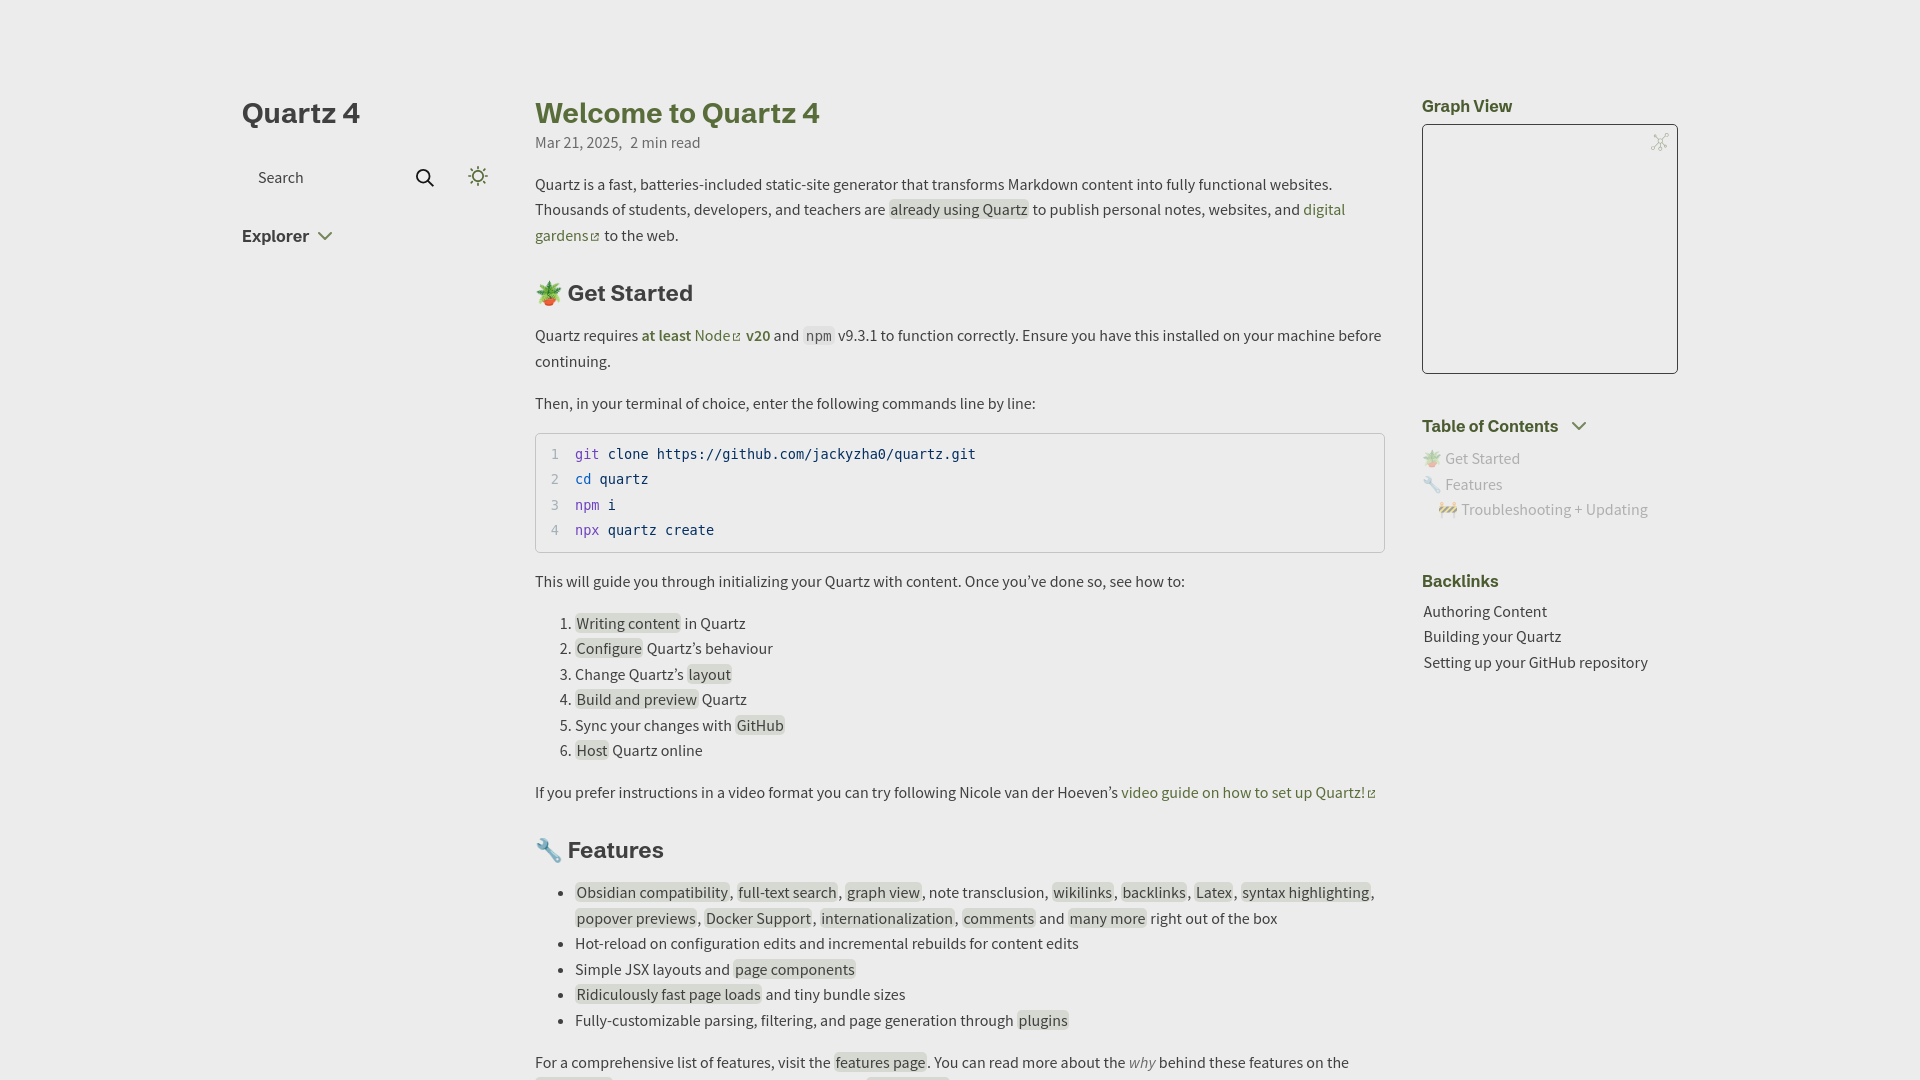 Quartz 4
Search
Explorer
Welcome to Quartz 4
Mar 21, 2025, 2 min read
Quartz is a fast, batteries-included static-site generator that transforms Markdown content into fully functional websites.
Thousands of students, developers, and teachers are already using Quartz to publish personal notes, websites, and digital
gardens to the web.
🪴 Get Started
Quartz requires at least Node v20 and npm v9.3.1 to function correctly. Ensure you have this installed on your machine before
continuing.
Then, in your terminal of choice, enter the following commands line by line:
1 git clone https://github.com/jackyzha0/quartz.git
2 cd quartz
3 npm i
4 npx quartz create
This will guide you through initializing your Quartz with content. Once you’ve done so, see how to:
1. Writing content in Quartz
2. Configure Quartz’s behaviour
3. Change Quartz’s layout
4. Build and preview Quartz
5. Sync your changes with GitHub
6. Host Quartz online
If you prefer instructions in a video format you can try following Nicole van der Hoeven’s video guide on how to set up Quartz!
🔧 Features
• Obsidian compatibility, full-text search, graph view, note transclusion, wikilinks, backlinks, Latex, syntax highlighting,
popover previews, Docker Support, internationalization, comments and many more right out of the box
• Hot-reload on configuration edits and incremental rebuilds for content edits
• Simple JSX layouts and page components
• Ridiculously fast page loads and tiny bundle sizes
• Fully-customizable parsing, filtering, and page generation through plugins
For a comprehensive list of features, visit the features page. You can read more about the why behind these features on the
Graph View
Table of Contents
🪴 Get Started
🔧 Features
🚧 Troubleshooting + Updating
Backlinks
Authoring Content
Building your Quartz
Setting up your GitHub repository